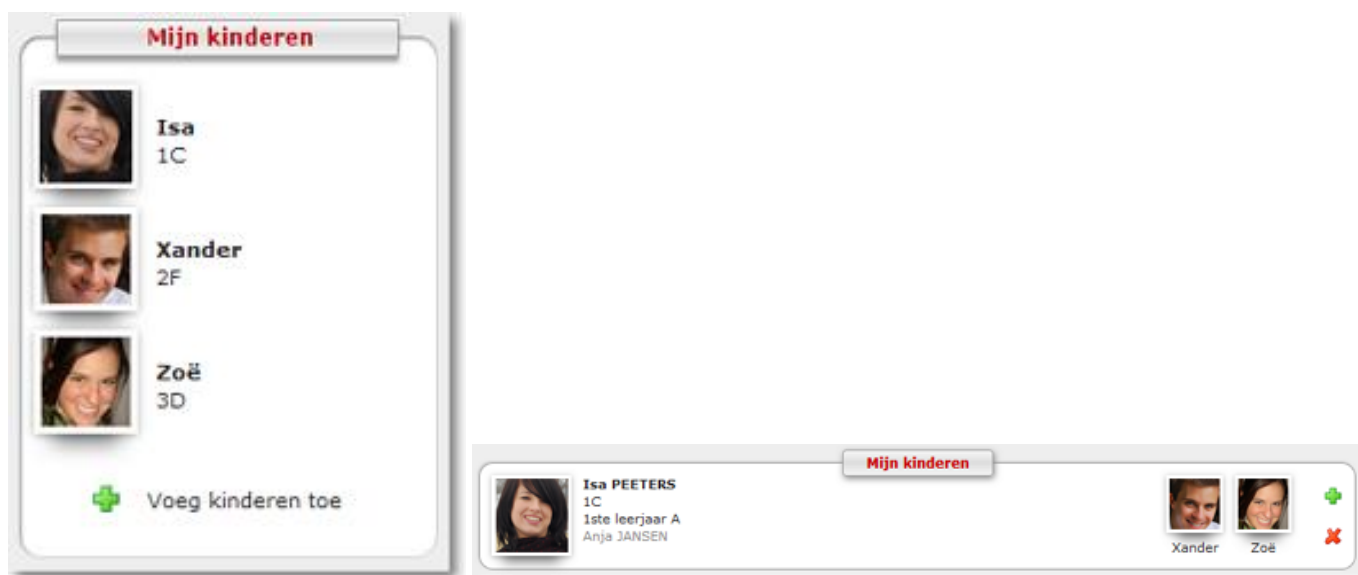 Mijn kinderen
Isa
1C
Xander
2F
Zoë
3D
Voeg kinderen toe
Mijn kinderen
Isa PEETERS
1C
1ste leerjaar A
Anja JANSEN
Xander
Zoë